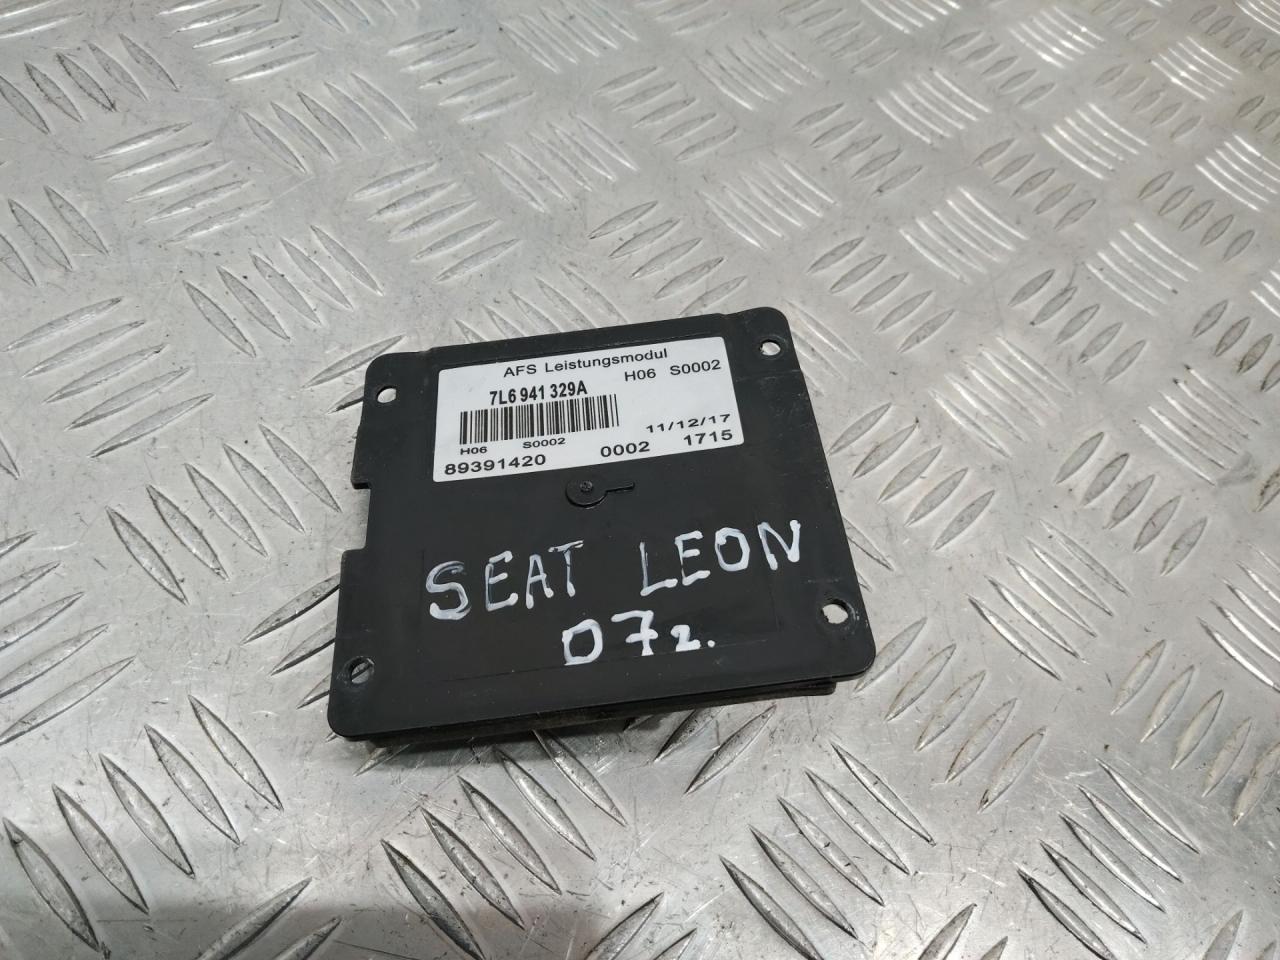 AFS Leistungsmodul
7L6 941 329A H06 S0002
H06 S0002 11/12/17
89391420 0002 1715
SEAT LEON
07г.